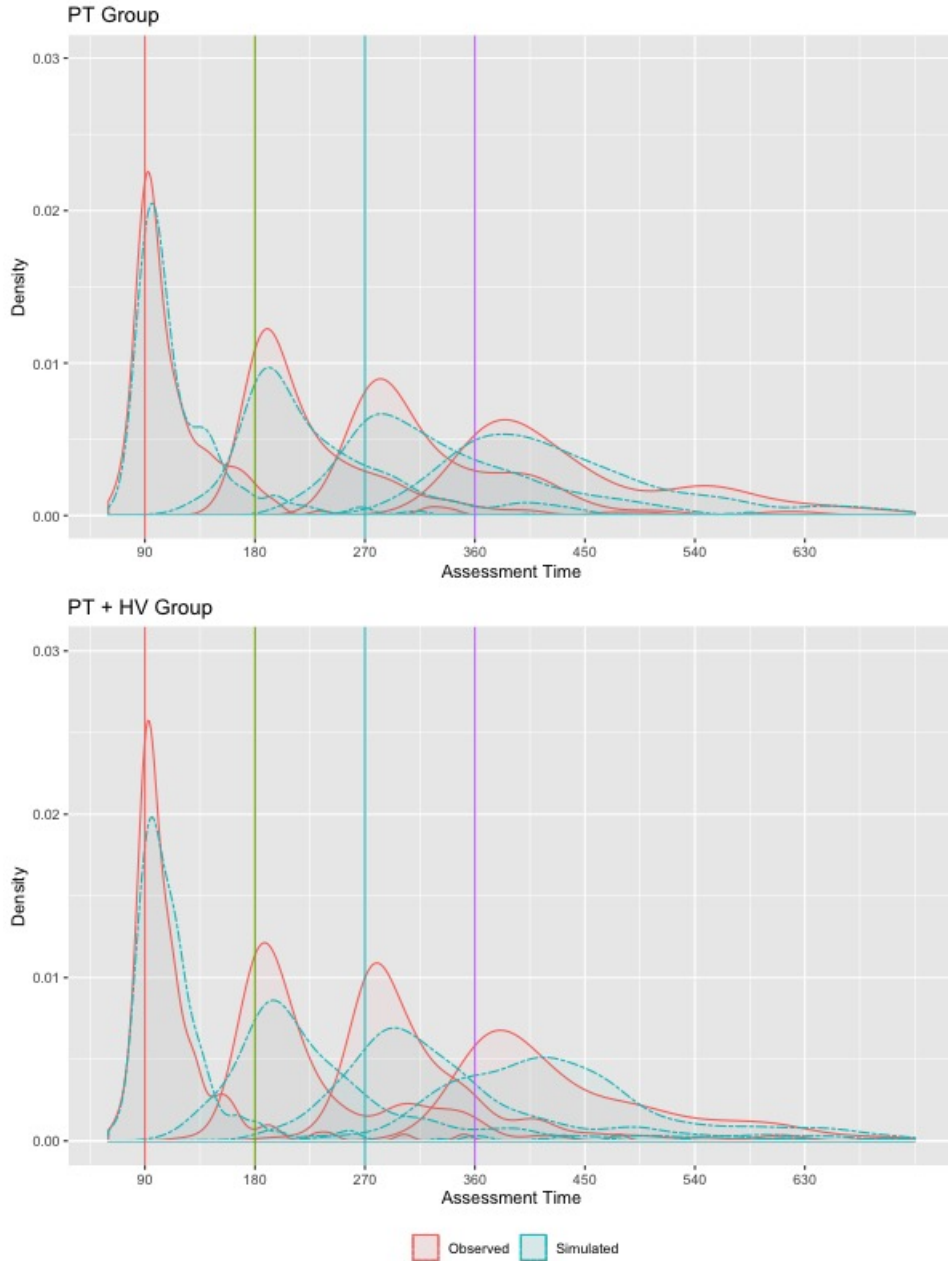 PT Group
0.03
0.02
0.01
0.00
Density
90 180 270 360 450 540 630
Assessment Time
PT + HV Group
0.03
0.02
0.01
0.00
Density
90 180 270 360 450 540 630
Assessment Time
Observed Simulated